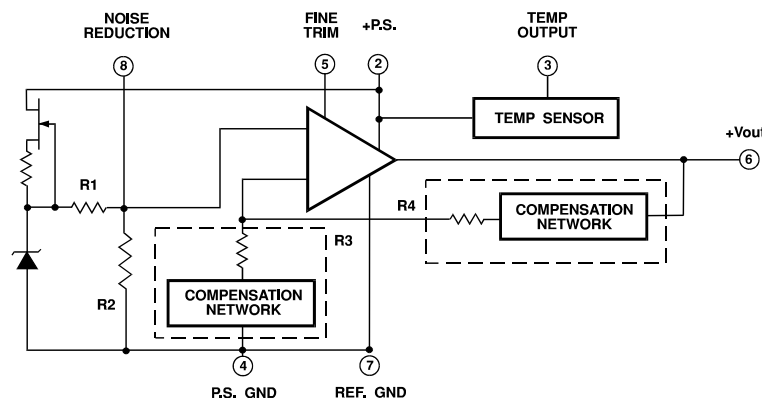 NOISE
REDUCTION
8
FINE
TRIM
5
+P.S.
2
TEMP
OUTPUT
3
TEMP SENSOR
+Vout
6
R1
R4
COMPENSATION
NETWORK
R3
R2
COMPENSATION
NETWORK
4
7
P.S. GND
REF. GND